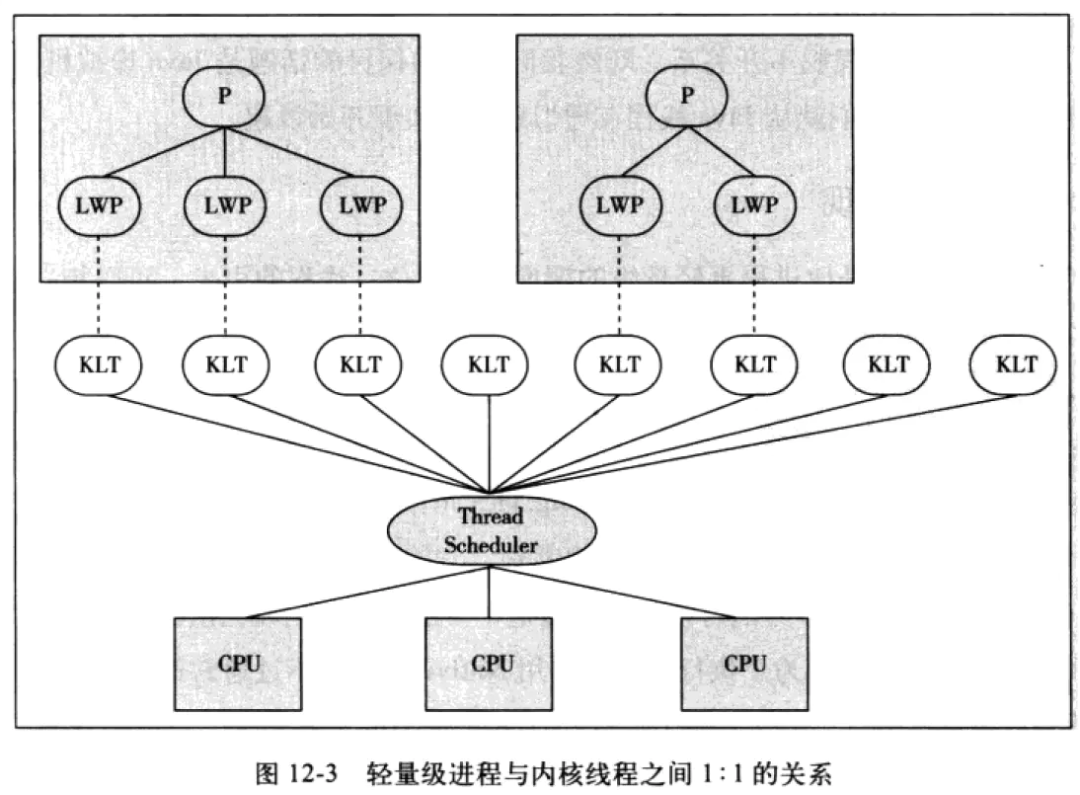 P P
LWP LWP LWP LWP LWP
KLT KLT KLT KLT KLT KLT KLT KLT
Thread
Scheduler
CPU CPU CPU
图 12-3 轻量级进程与内核线程之间 1:1 的关系